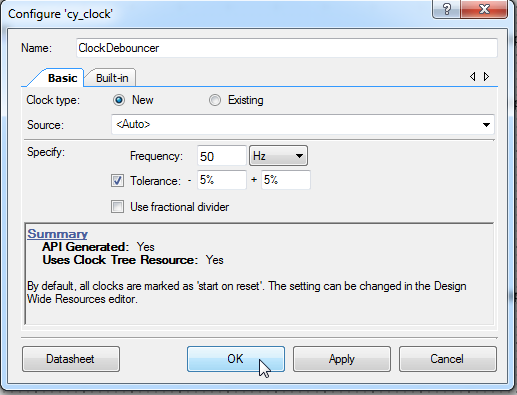 Configure 'cy_clock'
Name: ClockDebouncer
Basic Built-in
Clock type: New Existing
Source: <Auto>
Specify: Frequency: 50 Hz
Tolerance: - 5% + 5%
Use fractional divider
Summary
API Generated: Yes
Uses Clock Tree Resource: Yes
By default, all clocks are marked as 'start on reset'. The setting can be changed in the Design
Wide Resources editor.
Datasheet OK Apply Cancel